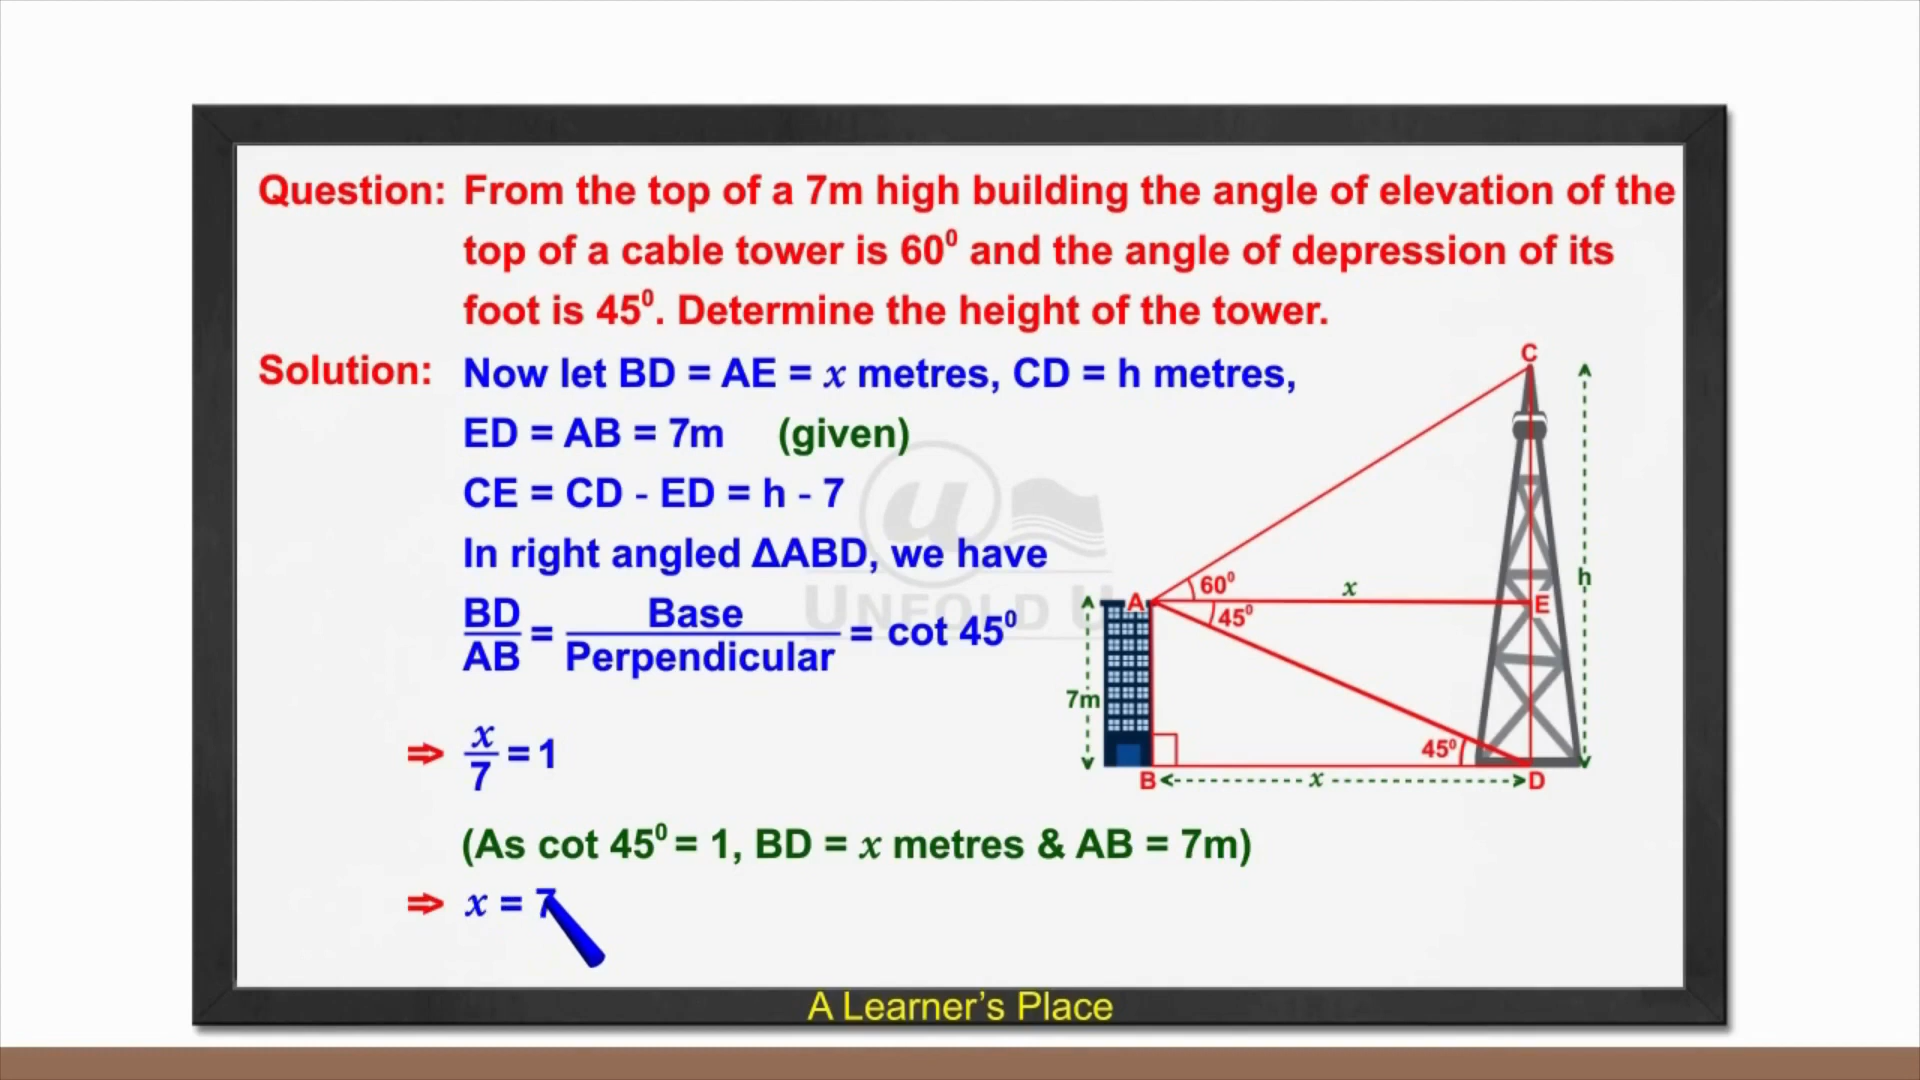 Question: From the top of a 7m high building the angle of elevation of the
top of a cable tower is 60⁰ and the angle of depression of its
foot is 45⁰. Determine the height of the tower.
Solution: Now let BD = AE = x metres, CD = h metres,
ED = AB = 7m (given)
CE = CD - ED = h - 7
In right angled ΔABD, we have
BD/AB = Base/Perpendicular = cot 45⁰
⇒ x/7 = 1
(As cot 45⁰ = 1, BD = x metres & AB = 7m)
⇒ x = 7
C
h
60⁰
x
A
E
45⁰
7m
45⁰
B
x
D
u
UNFOLD U
A Learner's Place